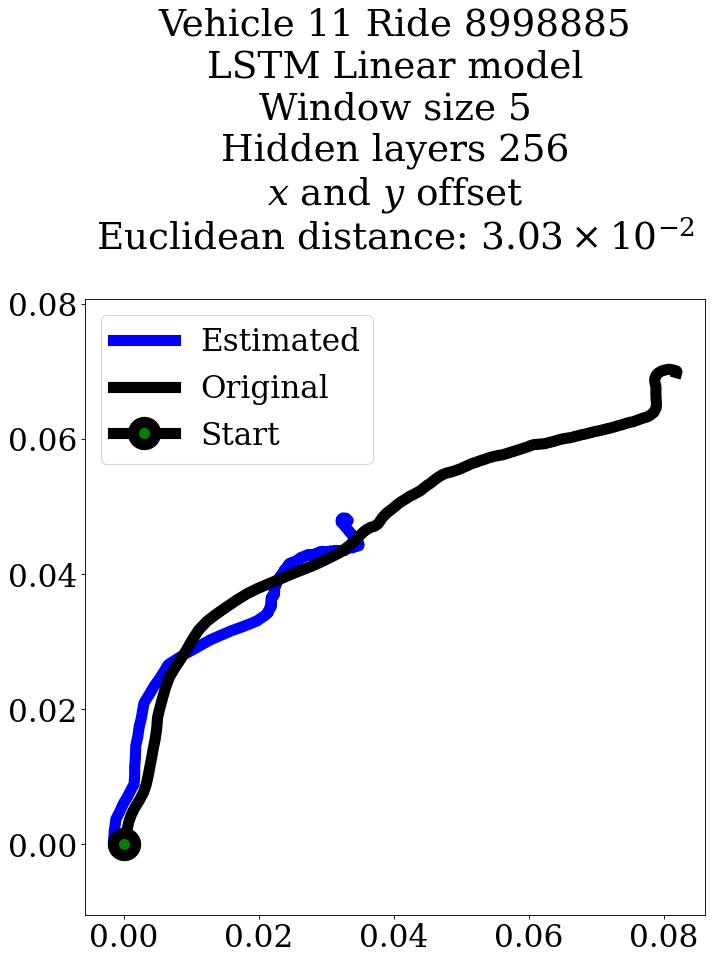 Vehicle 11 Ride 8998885
LSTM Linear model
Window size 5
Hidden layers 256
x and y offset
Euclidean distance: 3.03 × 10⁻²
Estimated
Original
Start
0.08
0.06
0.04
0.02
0.00
0.00 0.02 0.04 0.06 0.08